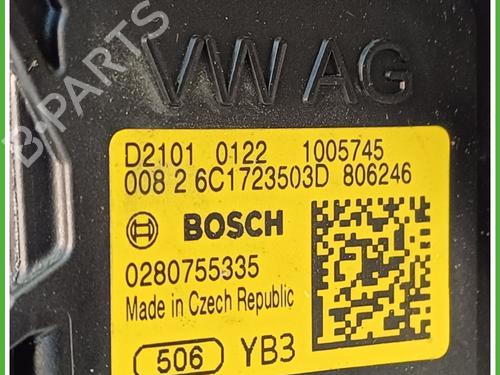 VW AG
B-PARTS
D2101 0122 1005745
008 2 6C1723503D 806246
BOSCH
0280755335
Made in Czech Republic
506 YB3